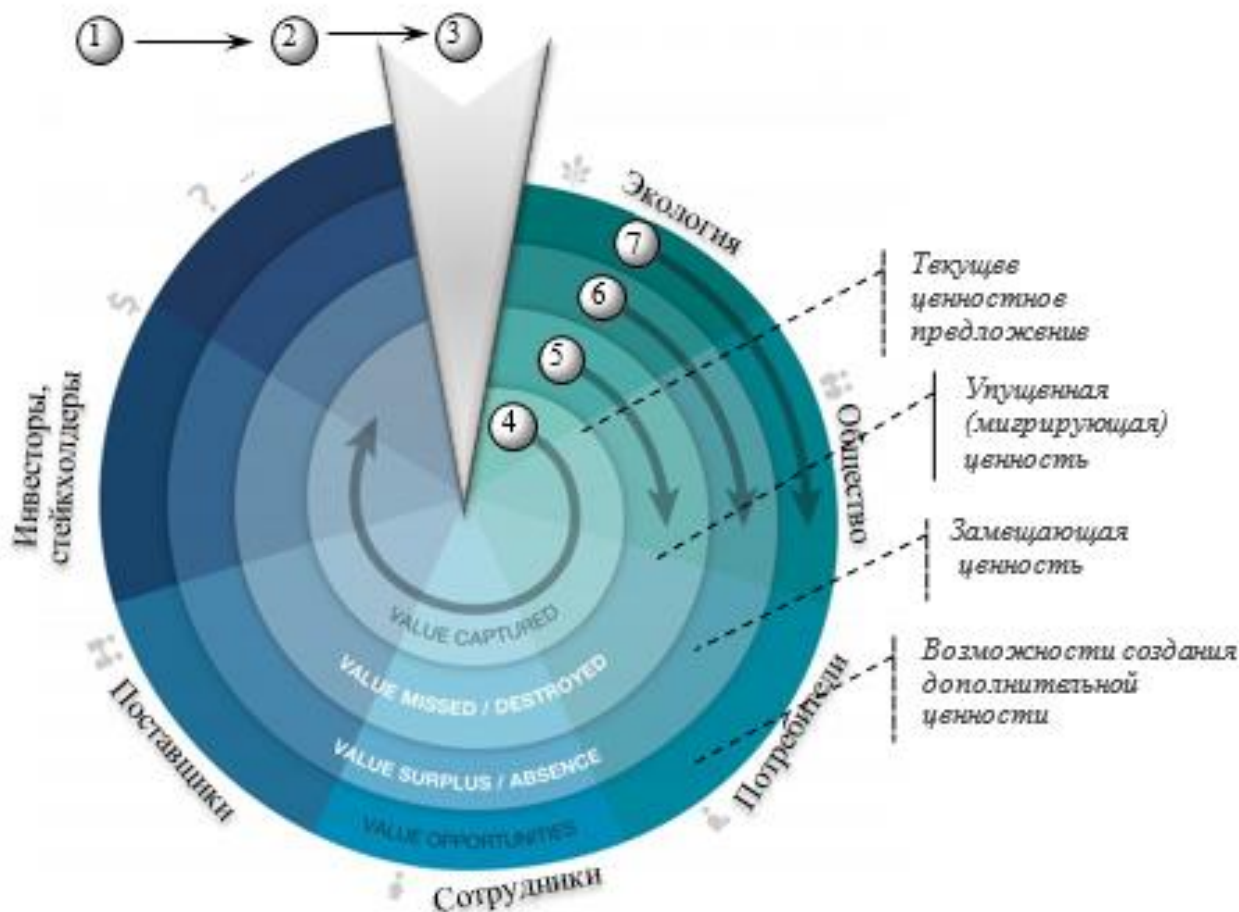 1
2
3
Экология
7
6
5
4
Текущее
ценностное
предложение
Общество
Упущенная
(мигрирующая)
ценность
Инвесторы,
стейкхолдеры
$
?
Замещающая
ценность
VALUE CAPTURED
VALUE MISSED / DESTROYED
VALUE SURPLUS / ABSENCE
VALUE OPPORTUNITIES
Возможности создания
дополнительной
ценности
Потребители
Поставщики
Сотрудники